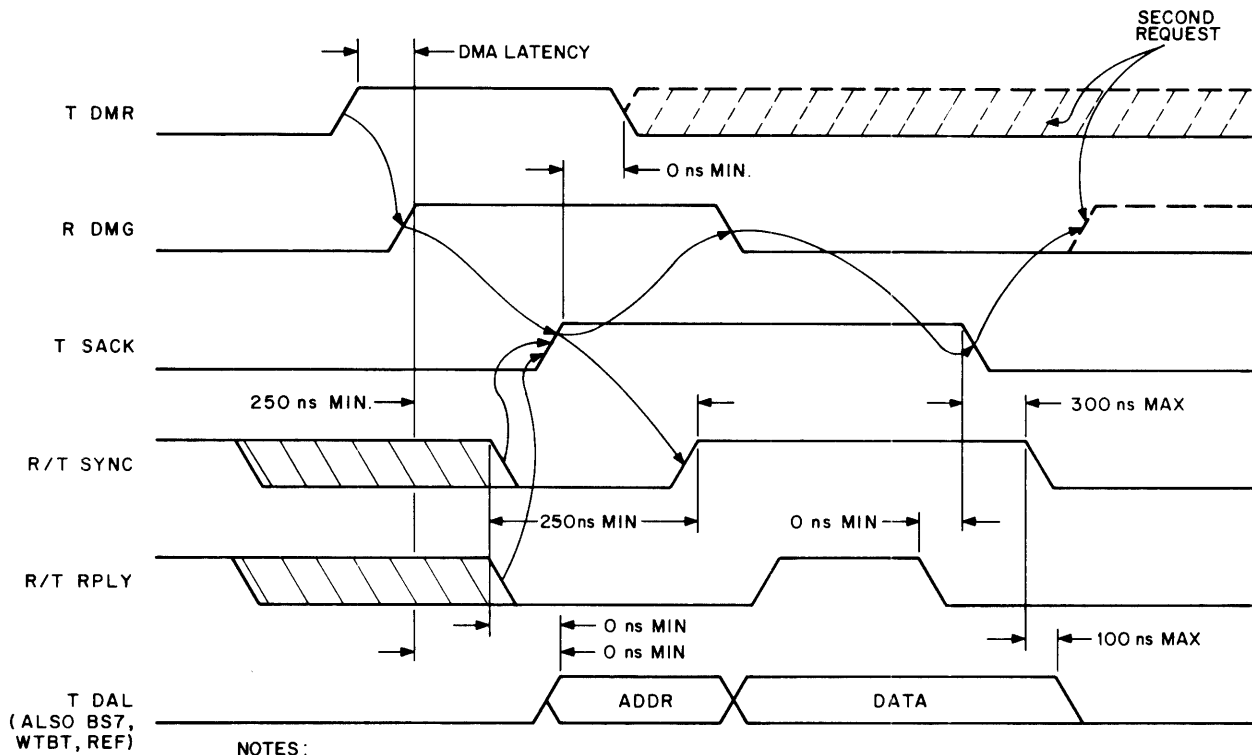 SECOND
REQUEST
DMA LATENCY
T DMR
0 ns MIN.
R DMG
T SACK
250 ns MIN.
300 ns MAX
R/T SYNC
250ns MIN
0 ns MIN
R/T RPLY
0 ns MIN
0 ns MIN
100 ns MAX
T DAL
(ALSO BS7,
WTBT, REF)
ADDR
DATA
NOTES: